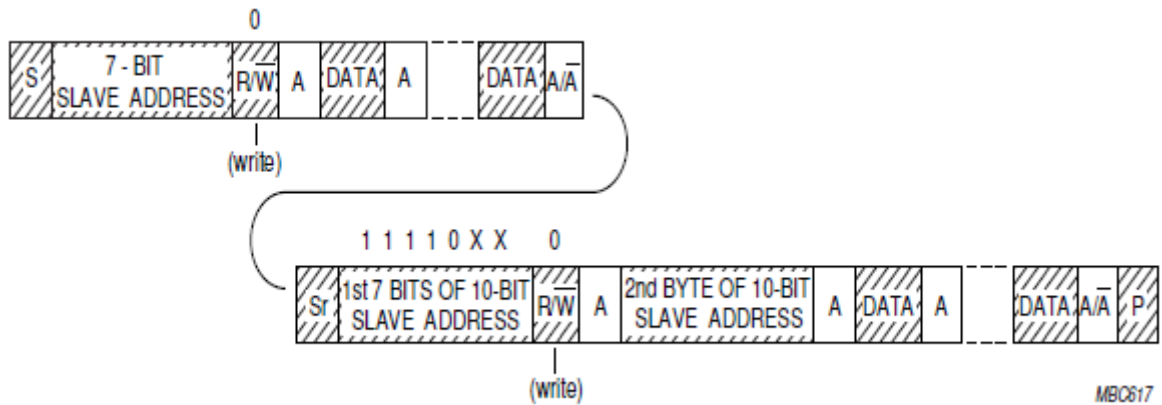 0
S 7 - BIT SLAVE ADDRESS R/W̅ A DATA A DATA A/A̅
(write)
1 1 1 1 0 X X 0
Sr 1st 7 BITS OF 10-BIT SLAVE ADDRESS R/W̅ A 2nd BYTE OF 10-BIT SLAVE ADDRESS A DATA A DATA A/A̅ P
(write)
MBC617